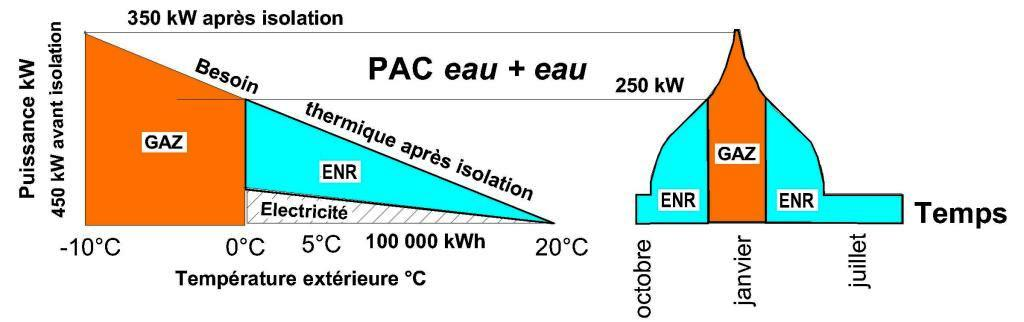 350 kW après isolation
Puissance kW
450 kW avant isolation
Besoin
thermique après isolation
PAC eau + eau
250 kW
GAZ
ENR
Electricité
100 000 kWh
-10°C
0°C
5°C
20°C
Température extérieure °C
ENR
GAZ
ENR
Temps
octobre
janvier
juillet